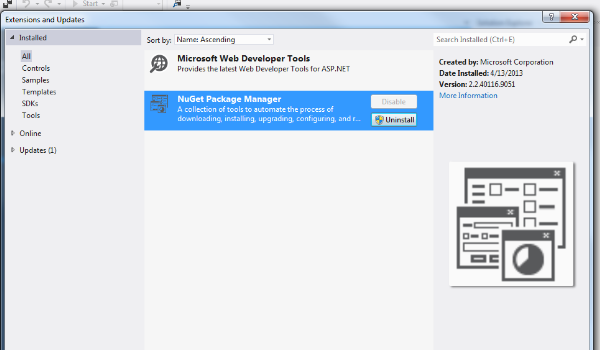 Start
Extensions and Updates
Installed
All
Controls
Samples
Templates
SDKs
Tools
Online
Updates (1)
Sort by: Name: Ascending
Microsoft Web Developer Tools
Provides the latest Web Developer Tools for ASP.NET
NuGet Package Manager
A collection of tools to automate the process of
downloading, installing, upgrading, configuring, and r...
Disable
Uninstall
Search Installed (Ctrl+E)
Created by: Microsoft Corporation
Date Installed: 4/13/2013
Version: 2.2.40116.9051
More Information